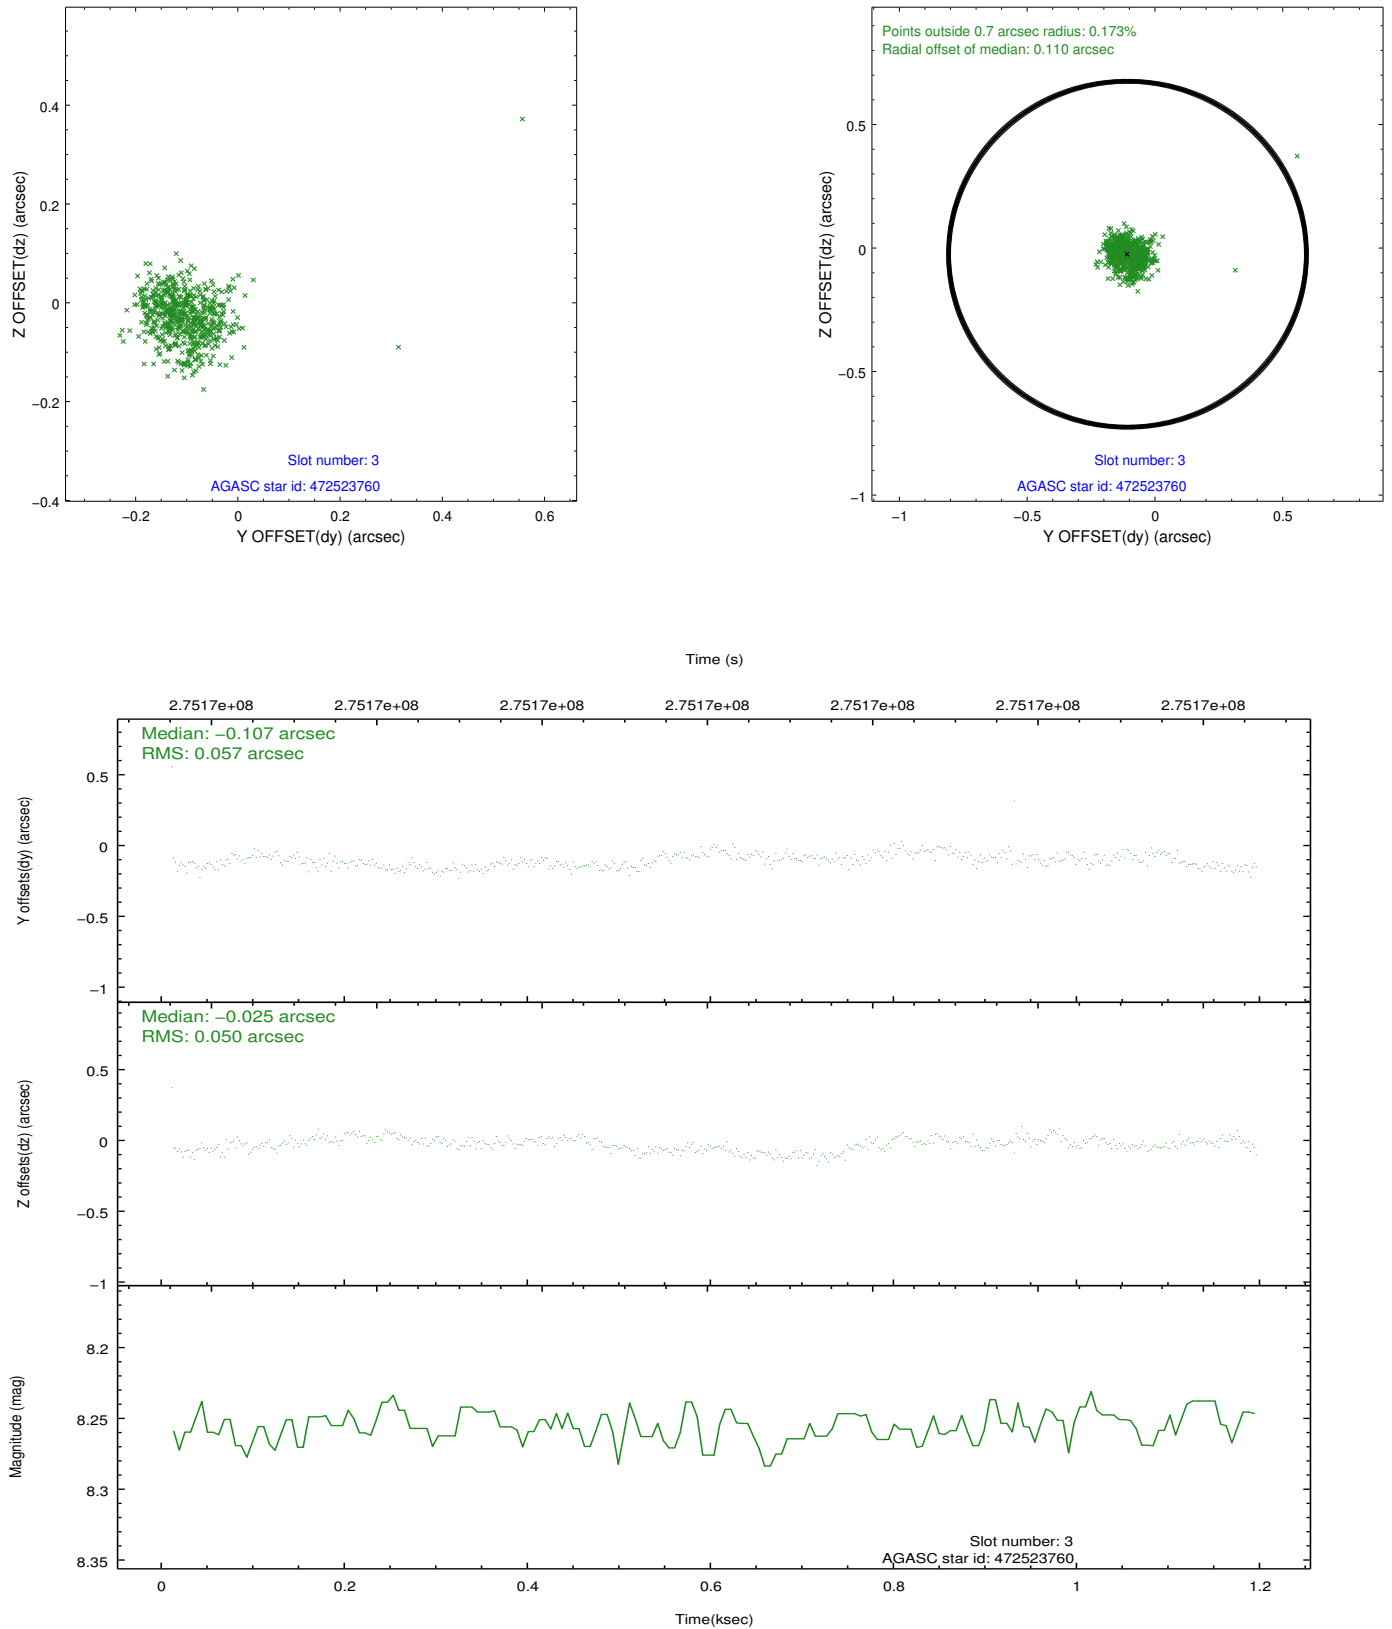 0.4
0.2
0
−0.2
−0.4
Z OFFSET(dz) (arcsec)
Slot number: 3
AGASC star id: 472523760
−0.2 0 0.2 0.4 0.6
Y OFFSET(dy) (arcsec)
Points outside 0.7 arcsec radius: 0.173%
Radial offset of median: 0.110 arcsec
0.5
0
−0.5
−1
Z OFFSET(dz) (arcsec)
Slot number: 3
AGASC star id: 472523760
−1 −0.5 0 0.5
Y OFFSET(dy) (arcsec)
Time (s)
2.7517e+08 2.7517e+08 2.7517e+08 2.7517e+08 2.7517e+08 2.7517e+08 2.7517e+08
Median: −0.107 arcsec
RMS: 0.057 arcsec
0.5
0
−0.5
−1
Y offsets(dy) (arcsec)
Median: −0.025 arcsec
RMS: 0.050 arcsec
0.5
0
−0.5
−1
Z offsets(dz) (arcsec)
8.2
8.25
8.3
8.35
Magnitude (mag)
Slot number: 3
AGASC star id: 472523760
0 0.2 0.4 0.6 0.8 1 1.2
Time(ksec)